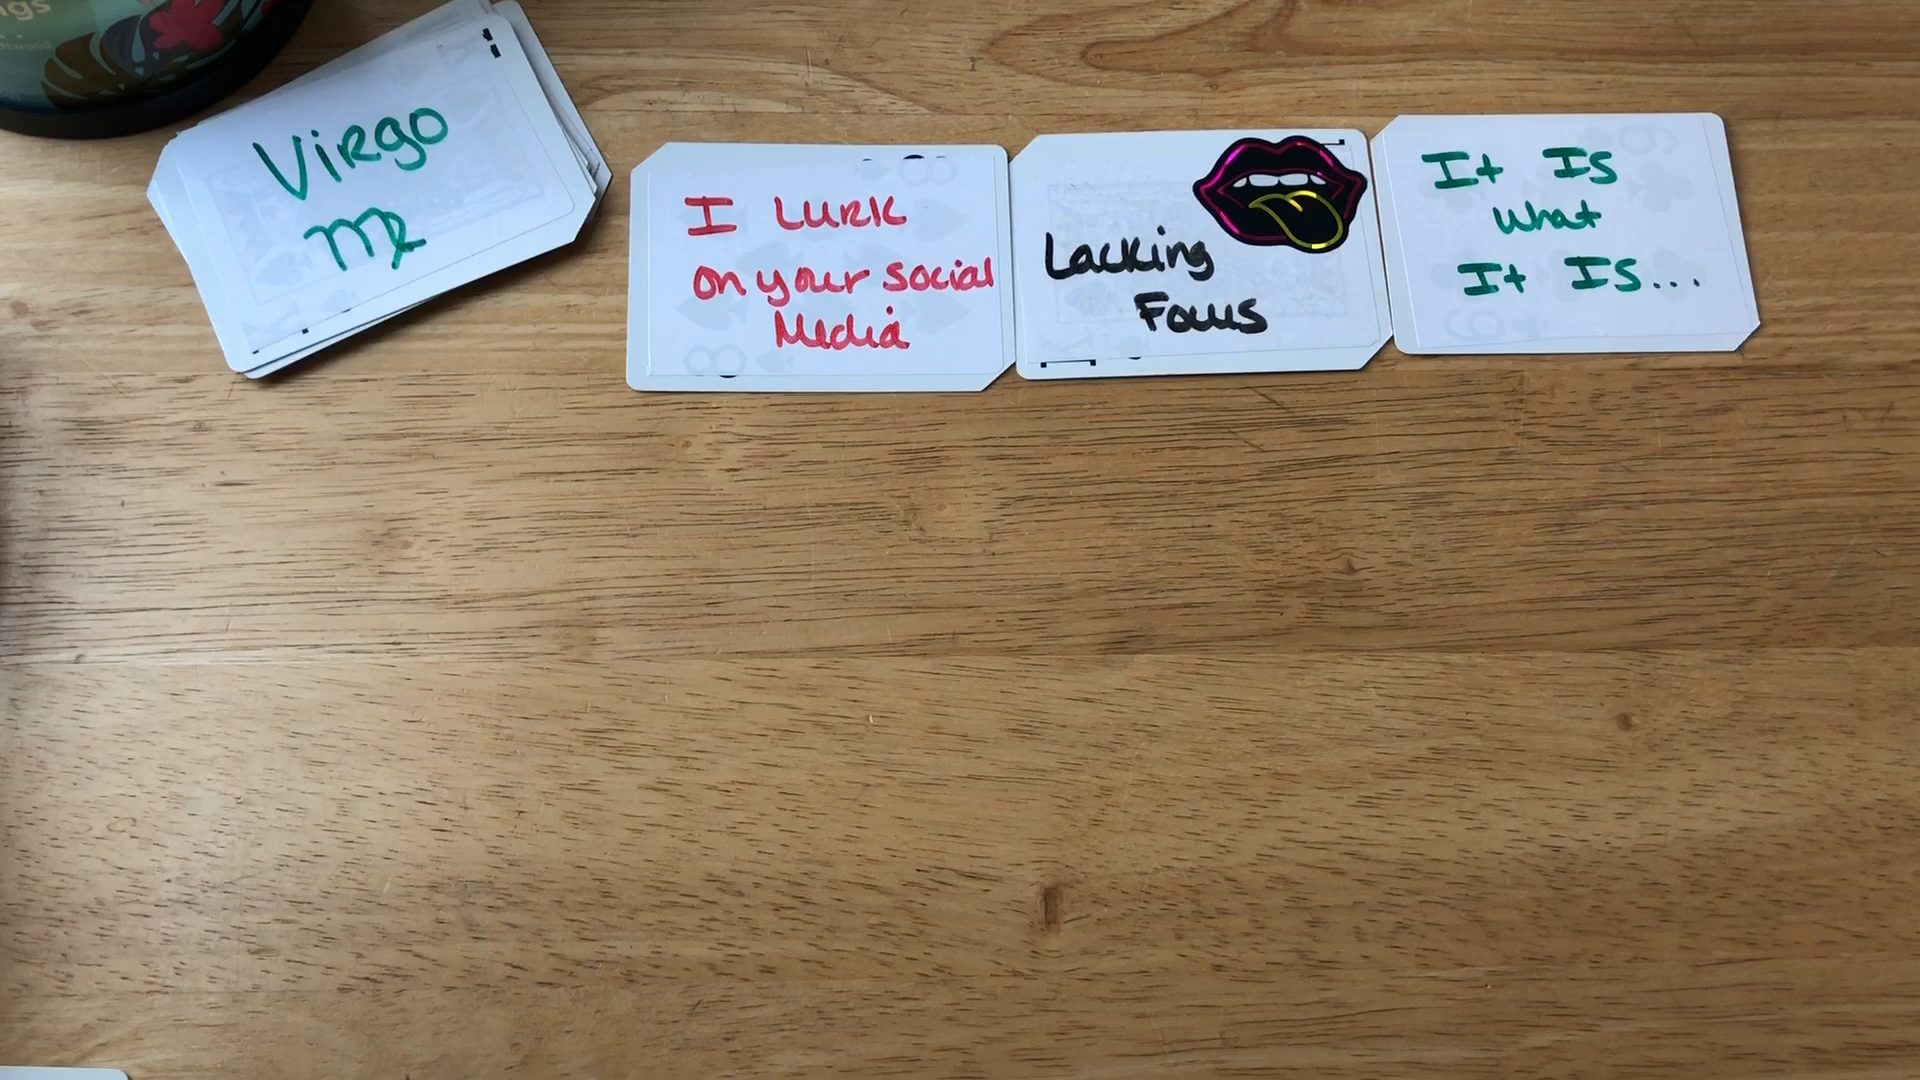 Virgo
♍
I Lurk
on your social
Media
Lacking
Focus
It Is
What
It Is...